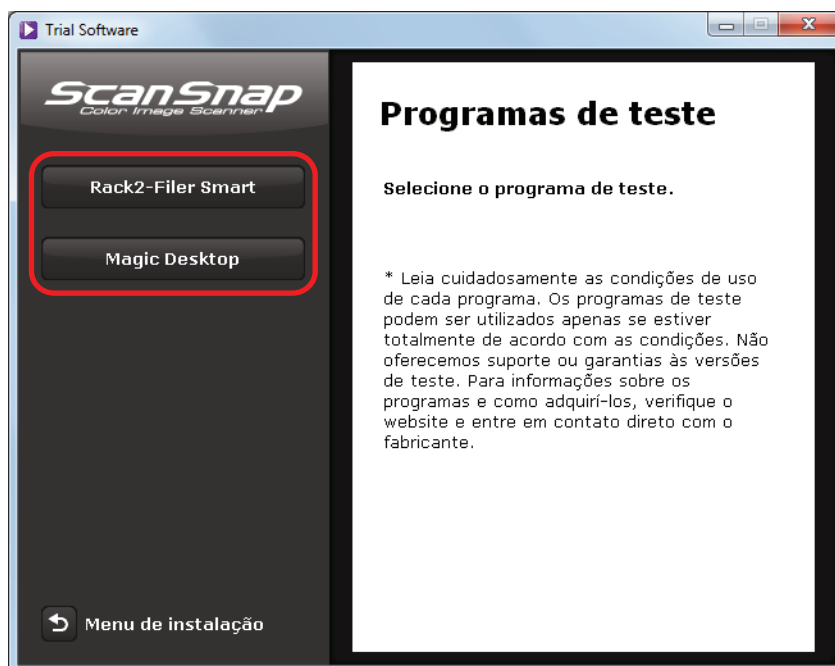 Trial Software
ScanSnap
Color Image Scanner
Rack2-Filer Smart
Magic Desktop
Menu de instalação
Programas de teste
Selecione o programa de teste.
* Leia cuidadosamente as condições de uso
de cada programa. Os programas de teste
podem ser utilizados apenas se estiver
totalmente de acordo com as condições. Não
oferecemos suporte ou garantias às versões
de teste. Para informações sobre os
programas e como adquirí-los, verifique o
website e entre em contato direto com o
fabricante.